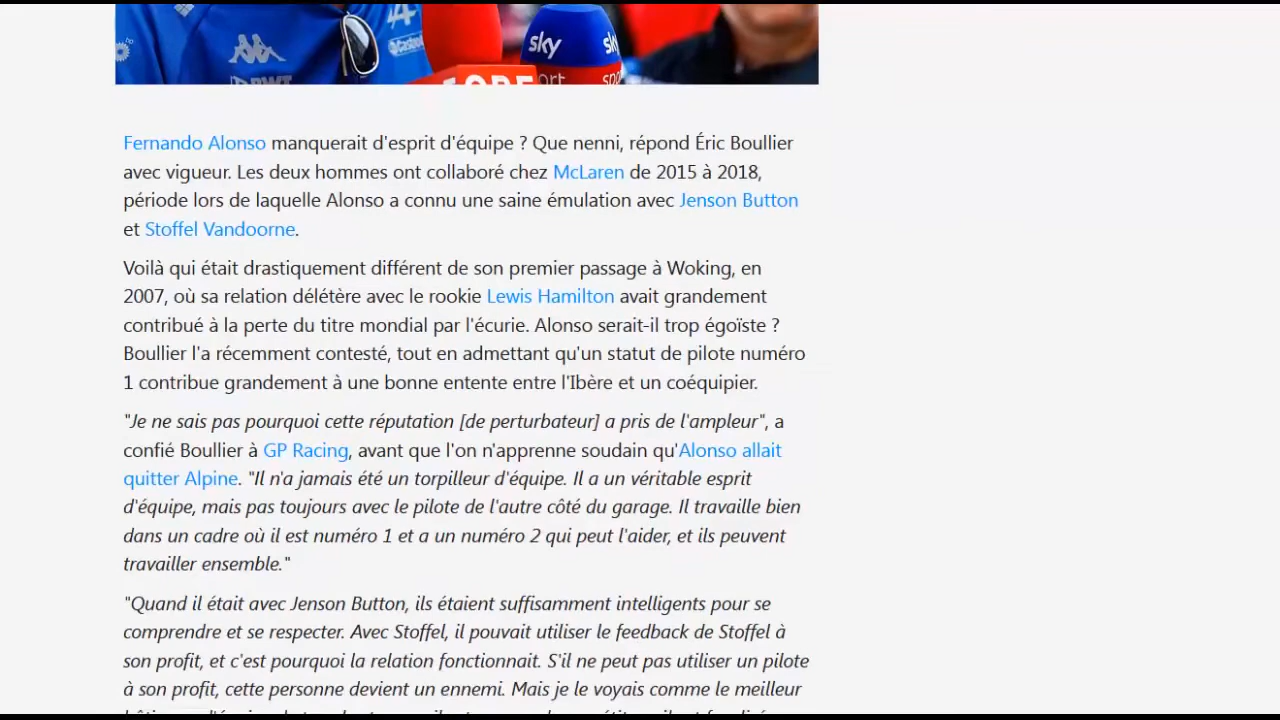 sky
sky
Castrol
BWT
sport
spo
Fernando Alonso manquerait d'esprit d'équipe ? Que nenni, répond Éric Boullier
avec vigueur. Les deux hommes ont collaboré chez McLaren de 2015 à 2018,
période lors de laquelle Alonso a connu une saine émulation avec Jenson Button
et Stoffel Vandoorne.
Voilà qui était drastiquement différent de son premier passage à Woking, en
2007, où sa relation délétère avec le rookie Lewis Hamilton avait grandement
contribué à la perte du titre mondial par l'écurie. Alonso serait-il trop égoïste ?
Boullier l'a récemment contesté, tout en admettant qu'un statut de pilote numéro
1 contribue grandement à une bonne entente entre l'Ibère et un coéquipier.
"Je ne sais pas pourquoi cette réputation [de perturbateur] a pris de l'ampleur", a
confié Boullier à GP Racing, avant que l'on n'apprenne soudain qu'Alonso allait
quitter Alpine. "Il n'a jamais été un torpilleur d'équipe. Il a un véritable esprit
d'équipe, mais pas toujours avec le pilote de l'autre côté du garage. Il travaille bien
dans un cadre où il est numéro 1 et a un numéro 2 qui peut l'aider, et ils peuvent
travailler ensemble."
"Quand il était avec Jenson Button, ils étaient suffisamment intelligents pour se
comprendre et se respecter. Avec Stoffel, il pouvait utiliser le feedback de Stoffel à
son profit, et c'est pourquoi la relation fonctionnait. S'il ne peut pas utiliser un pilote
à son profit, cette personne devient un ennemi. Mais je le voyais comme le meilleur